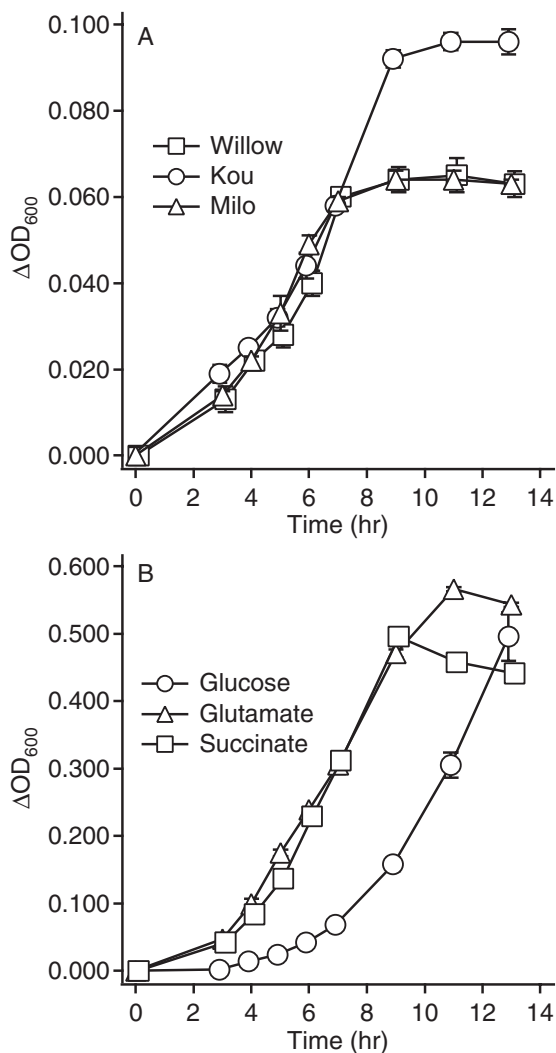 A
0.100
0.080
0.060
0.040
0.020
0.000
ΔOD600
Willow
Kou
Milo
0 2 4 6 8 10 12 14
Time (hr)
B
0.600
0.500
0.400
0.300
0.200
0.100
0.000
ΔOD600
Glucose
Glutamate
Succinate
0 2 4 6 8 10 12 14
Time (hr)